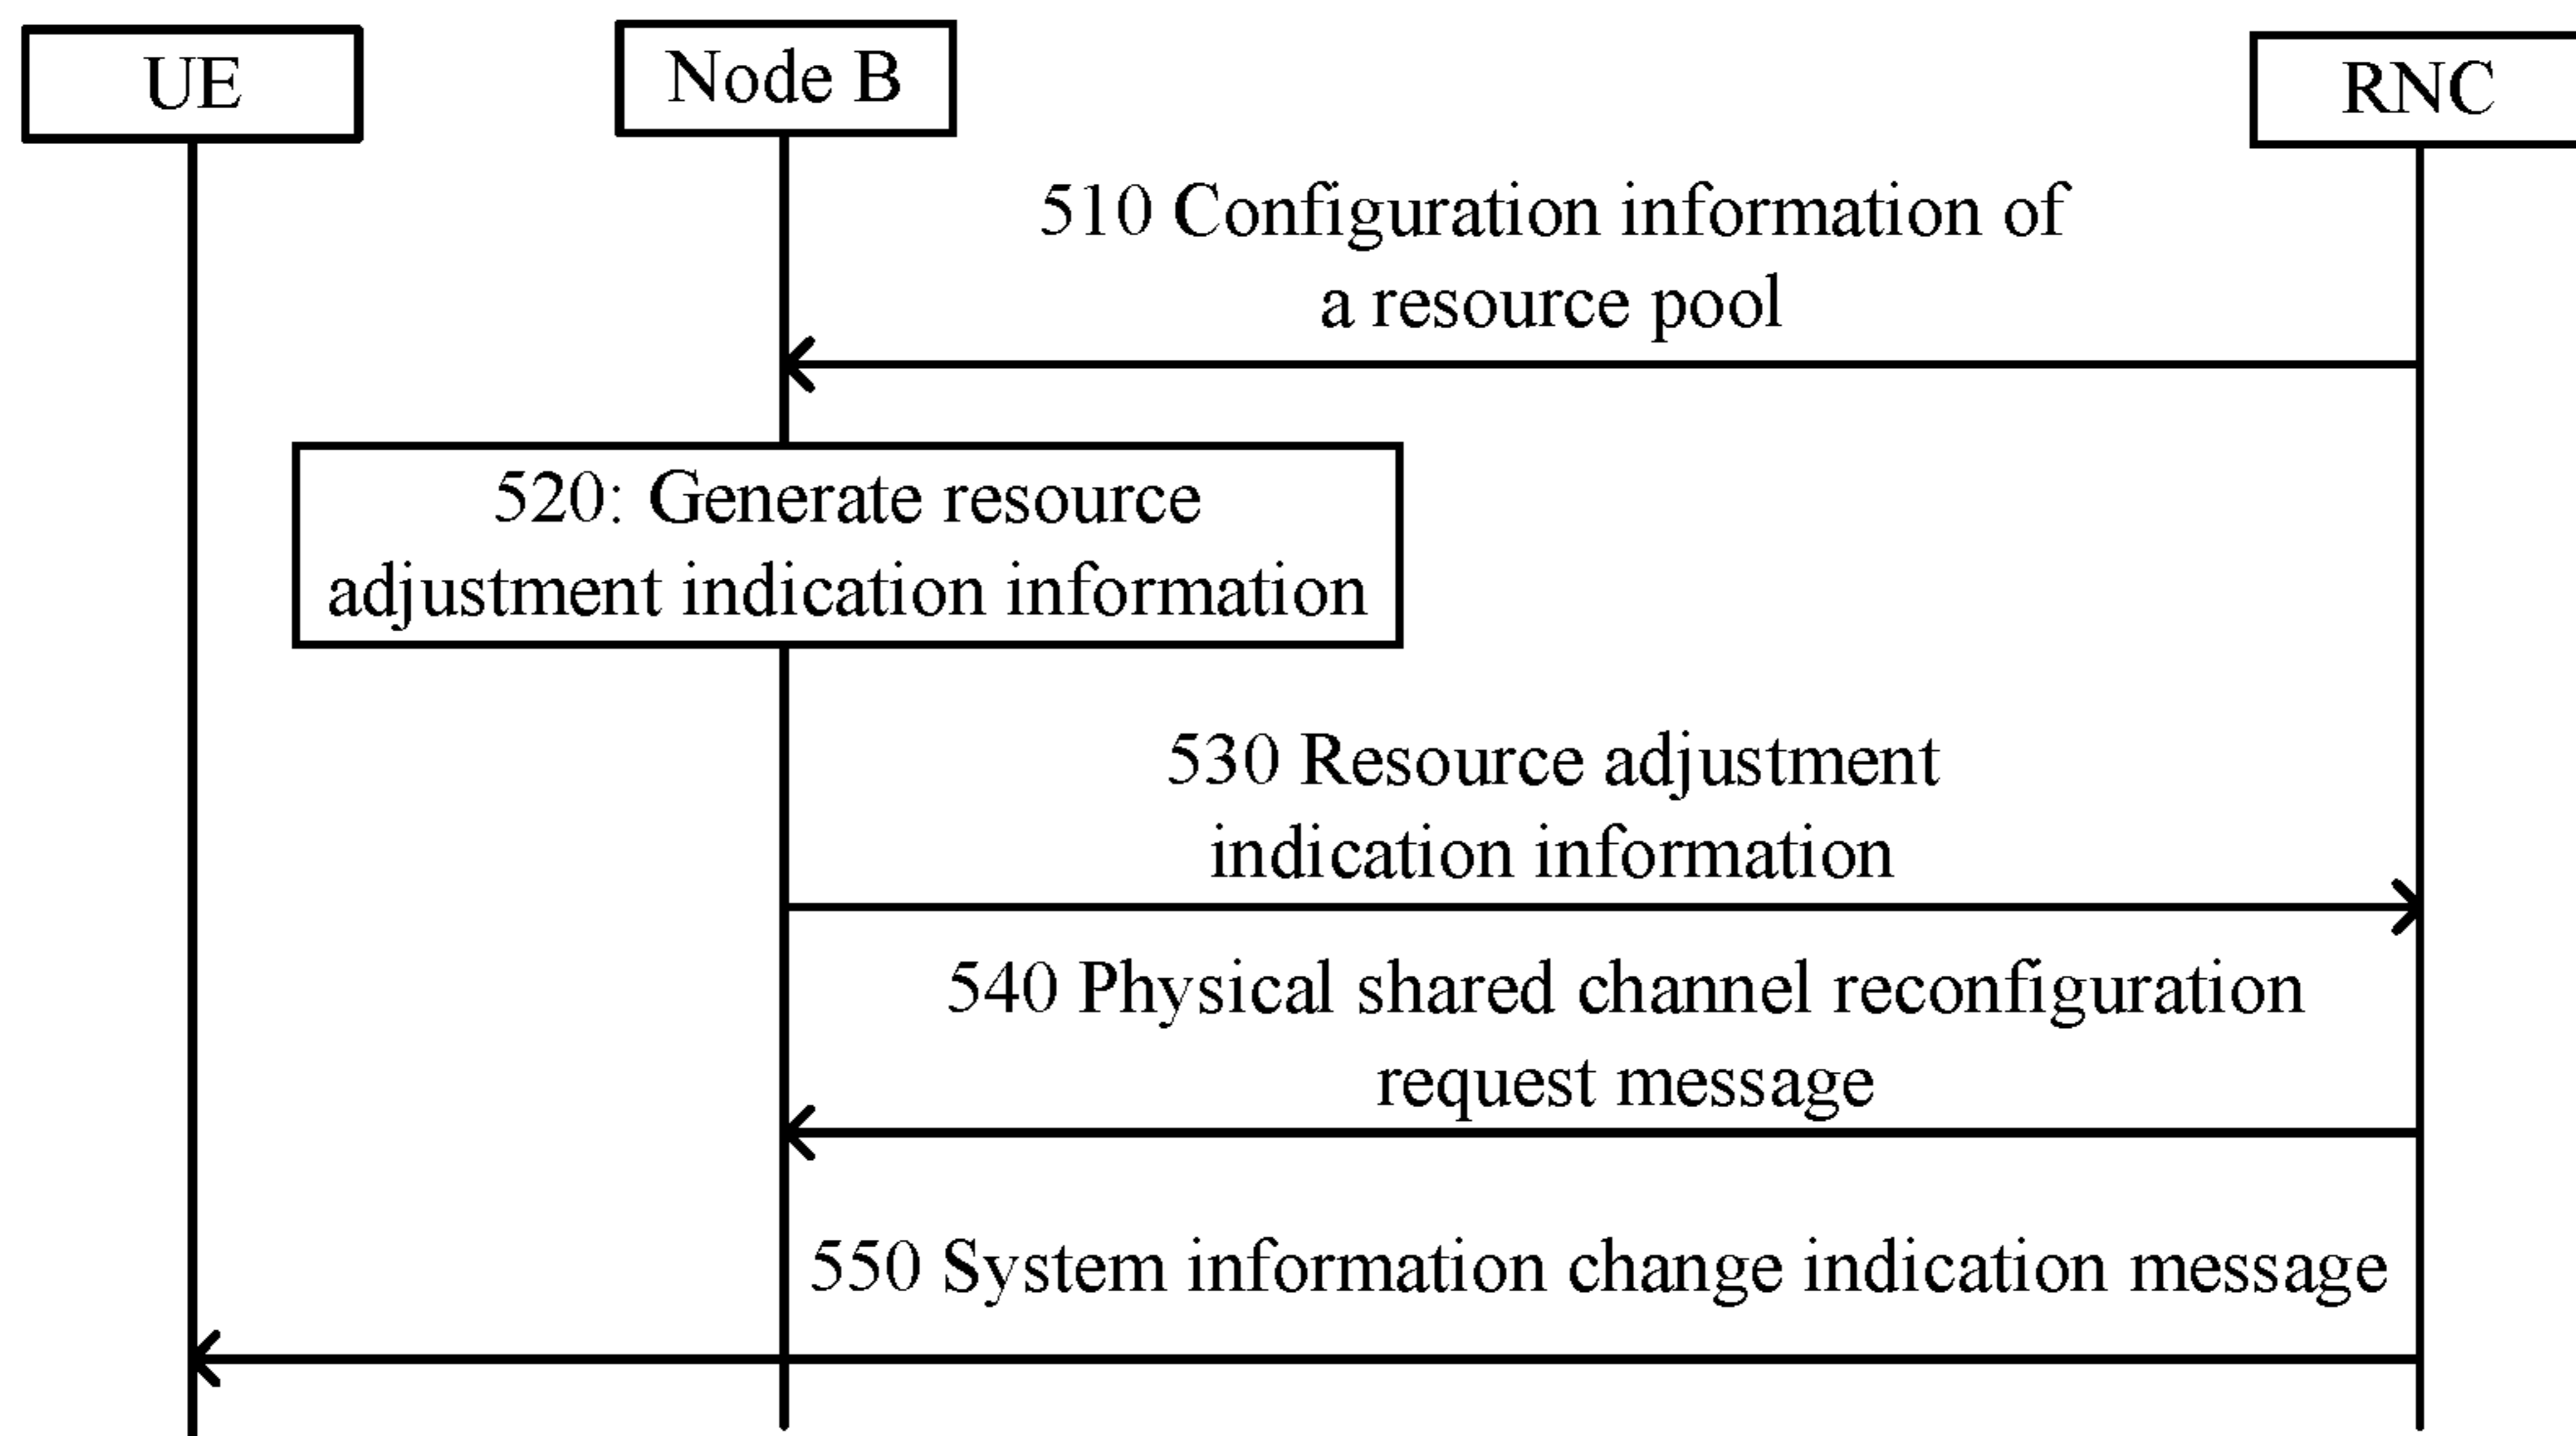 UE
Node B
RNC
510 Configuration information of
a resource pool
520: Generate resource
adjustment indication information
530 Resource adjustment
indication information
540 Physical shared channel reconfiguration
request message
550 System information change indication message